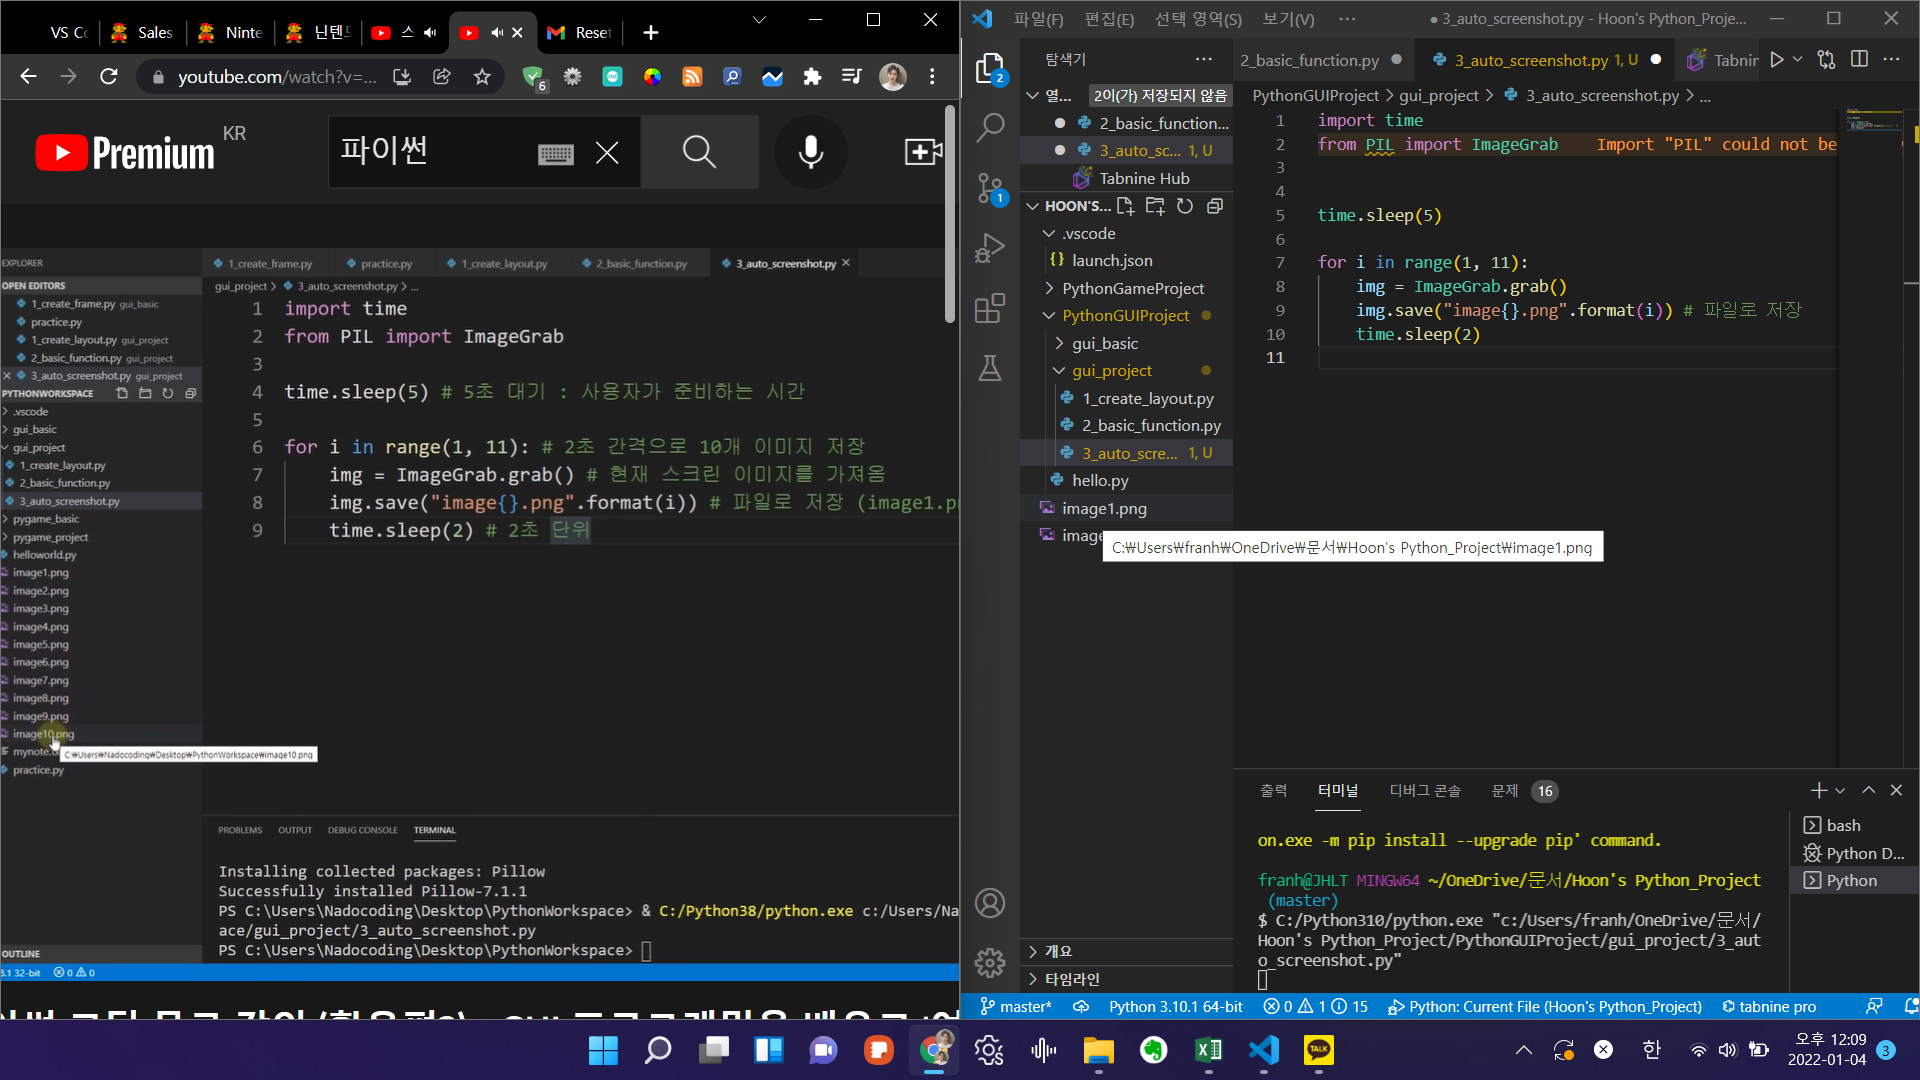 VS Co
Sales
Ninte
닌텐
스
Reset
youtube.com/watch?v=...
6
Premium KR
파이썬
EXPLORER
OPEN EDITORS
1_create_frame.py gui_basic
practice.py
1_create_layout.py gui_project
2_basic_function.py gui_project
3_auto_screenshot.py gui_project
PYTHONWORKSPACE
.vscode
gui_basic
gui_project
1_create_layout.py
2_basic_function.py
3_auto_screenshot.py
pygame_basic
pygame_project
helloworld.py
image1.png
image2.png
image3.png
image4.png
image5.png
image6.png
image7.png
image8.png
image9.png
image10.png
C:₩Users₩Nadocoding₩Desktop₩PythonWorkspace₩image10.png
practice.py
OUTLINE
3.1 32-bit 0 0
1_create_frame.py
practice.py
1_create_layout.py
2_basic_function.py
3_auto_screenshot.py
gui_project > 3_auto_screenshot.py > ...
1 import time
2 from PIL import ImageGrab
3
4 time.sleep(5) # 5초 대기 : 사용자가 준비하는 시간
5
6 for i in range(1, 11): # 2초 간격으로 10개 이미지 저장
7 img = ImageGrab.grab() # 현재 스크린 이미지를 가져옴
8 img.save("image{}.png".format(i)) # 파일로 저장 (image1.pn
9 time.sleep(2) # 2초 단위
PROBLEMS OUTPUT DEBUG CONSOLE TERMINAL
Installing collected packages: Pillow
Successfully installed Pillow-7.1.1
PS C:\Users\Nadocoding\Desktop\PythonWorkspace> & C:/Python38/python.exe c:/Users/Na
ace/gui_project/3_auto_screenshot.py
PS C:\Users\Nadocoding\Desktop\PythonWorkspace>
파일(F) 편집(E) 선택 영역(S) 보기(V) ···
● 3_auto_screenshot.py - Hoon's Python_Proje...
2
탐색기
열...
2이(가) 저장되지 않음
2_basic_function...
3_auto_sc... 1, U
Tabnine Hub
HOON'S...
1
.vscode
launch.json
PythonGameProject
PythonGUIProject
gui_basic
gui_project
1_create_layout.py
2_basic_function.py
3_auto_scre... 1, U
hello.py
image1.png
C:₩Users₩franh₩OneDrive₩문서₩Hoon's Python_Project₩image1.png
개요
타임라인
2_basic_function.py
3_auto_screenshot.py 1, U
Tabnin
PythonGUIProject > gui_project > 3_auto_screenshot.py > ...
1 import time
2 from PIL import ImageGrab Import "PIL" could not be
3
4
5 time.sleep(5)
6
7 for i in range(1, 11):
8 img = ImageGrab.grab()
9 img.save("image{}.png".format(i)) # 파일로 저장
10 time.sleep(2)
11
출력 터미널 디버그 콘솔 문제 16
on.exe -m pip install --upgrade pip' command.
franh@JHLT MINGW64 ~/OneDrive/문서/Hoon's Python_Project
(master)
$ C:/Python310/python.exe "c:/Users/franh/OneDrive/문서/
Hoon's Python_Project/PythonGUIProject/gui_project/3_aut
o_screenshot.py"
bash
Python D...
Python
master* Python 3.10.1 64-bit 0 1 15 Python: Current File (Hoon's Python_Project) tabnine pro
TALK
한
오후 12:09
2022-01-04
3